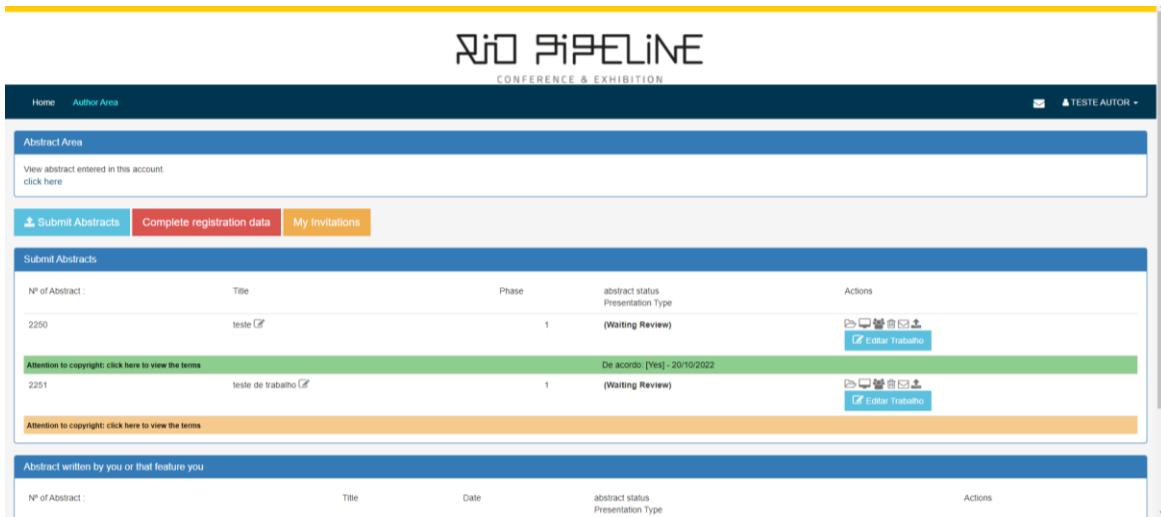 RiO PiPELiNE
CONFERENCE & EXHIBITION
Home Author Area TESTE AUTOR
Abstract Area
View abstract entered in this account.
click here
Submit Abstracts Complete registration data My Invitations
Submit Abstracts
Nº of Abstract : Title Phase abstract status Actions
Presentation Type
2250 teste 1 (Waiting Review)
Editar Trabalho
Attention to copyright: click here to view the terms De acordo: [Yes] - 20/10/2022
2251 teste de trabalho 1 (Waiting Review)
Editar Trabalho
Attention to copyright: click here to view the terms
Abstract written by you or that feature you
Nº of Abstract : Title Date abstract status Actions
Presentation Type